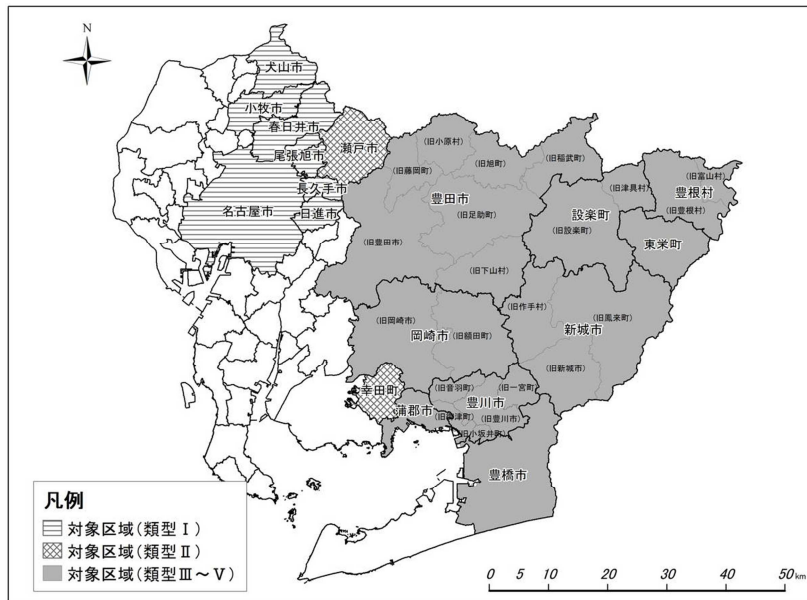 N
犬山市
小牧市
春日井市
尾張旭市
瀬戸市
長久手市
名古屋市
日進市
(旧小原村)
(旧藤岡町)
(旧旭町)
(旧稲武町)
豊田市
(旧足助町)
(旧豊田市)
(旧下山村)
(旧津具村)
設楽町
(旧設楽町)
(旧富山村)
豊根村
(旧豊根村)
東栄町
(旧作手村)
(旧鳳来町)
新城市
(旧新城市)
(旧岡崎市)
(旧額田町)
岡崎市
幸田町
蒲郡市
(旧音羽町)
(旧一宮町)
豊川市
(旧豊川市)
(旧小坂井町)
豊橋市
凡例
対象区域(類型Ⅰ)
対象区域(類型Ⅱ)
対象区域(類型Ⅲ~Ⅴ)
0 5 10 20 30 40 50 km